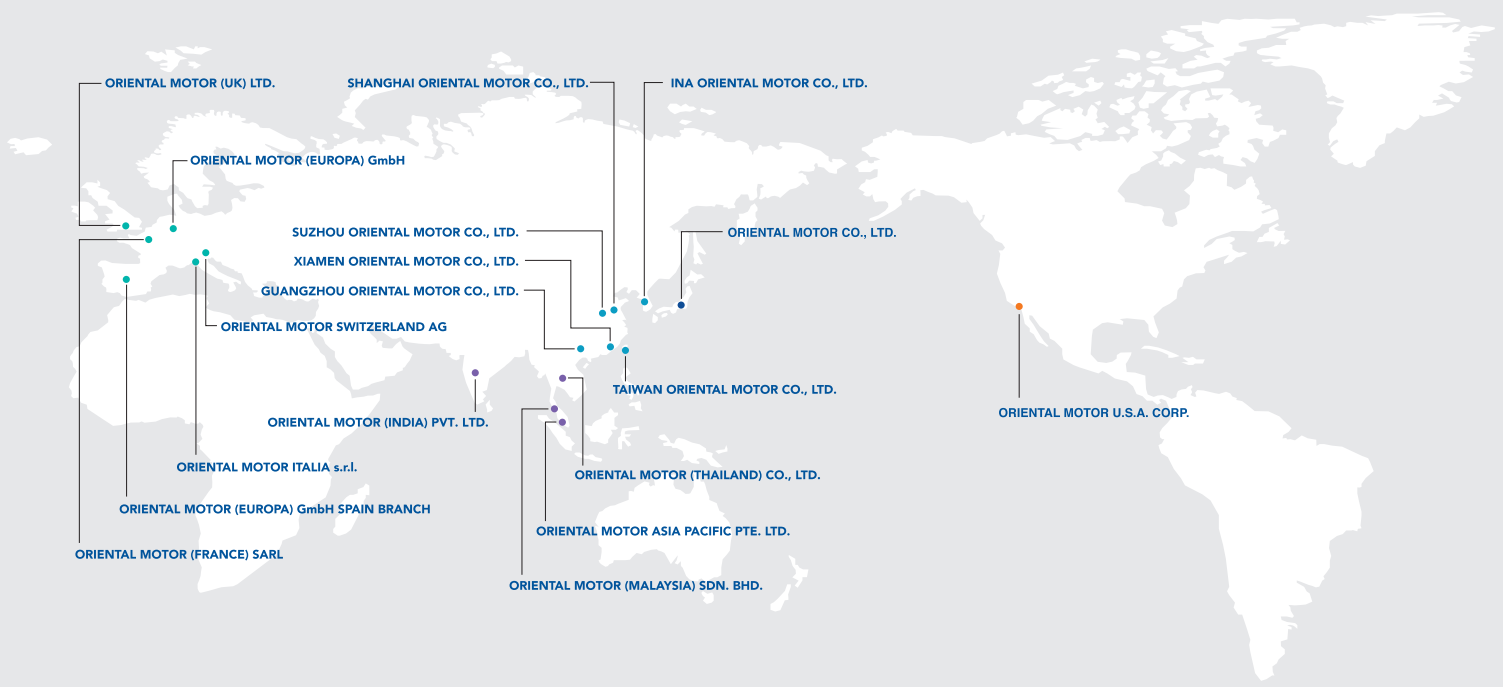 ORIENTAL MOTOR (UK) LTD.
SHANGHAI ORIENTAL MOTOR CO., LTD.
INA ORIENTAL MOTOR CO., LTD.
ORIENTAL MOTOR (EUROPA) GmbH
SUZHOU ORIENTAL MOTOR CO., LTD.
ORIENTAL MOTOR CO., LTD.
XIAMEN ORIENTAL MOTOR CO., LTD.
GUANGZHOU ORIENTAL MOTOR CO., LTD.
ORIENTAL MOTOR SWITZERLAND AG
TAIWAN ORIENTAL MOTOR CO., LTD.
ORIENTAL MOTOR U.S.A. CORP.
ORIENTAL MOTOR (INDIA) PVT. LTD.
ORIENTAL MOTOR ITALIA s.r.l.
ORIENTAL MOTOR (THAILAND) CO., LTD.
ORIENTAL MOTOR (EUROPA) GmbH SPAIN BRANCH
ORIENTAL MOTOR ASIA PACIFIC PTE. LTD.
ORIENTAL MOTOR (FRANCE) SARL
ORIENTAL MOTOR (MALAYSIA) SDN. BHD.